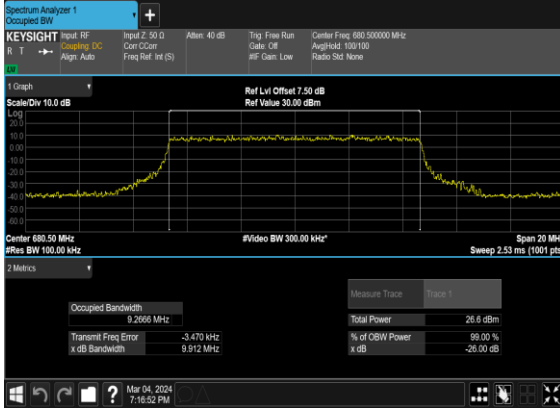 Spectrum Analyzer 1
Occupied BW
+
KEYSIGHT Input: RF Input Z: 50 Ω Atten: 40 dB Trig: Free Run Center Freq: 680.500000 MHz
R T Coupling: DC Corr CCorr Gate: Off Avg|Hold: 100/100
Align: Auto Freq Ref: Int (S) #IF Gain: Low Radio Std: None
LW
1 Graph
Ref Lvl Offset 7.50 dB
Scale/Div 10.0 dB Ref Value 30.00 dBm
Log
20.0
10.0
0.00
-10.0
-20.0
-30.0
-40.0
-50.0
-60.0
Center 680.50 MHz #Video BW 300.00 kHz* Span 20 MH
#Res BW 100.00 kHz Sweep 2.53 ms (1001 pts
2 Metrics
Measure Trace Trace 1
Occupied Bandwidth
9.2666 MHz Total Power 26.6 dBm
Transmit Freq Error -3.470 kHz % of OBW Power 99.00 %
x dB Bandwidth 9.912 MHz x dB -26.00 dB
? Mar 04, 2024
7:16:52 PM